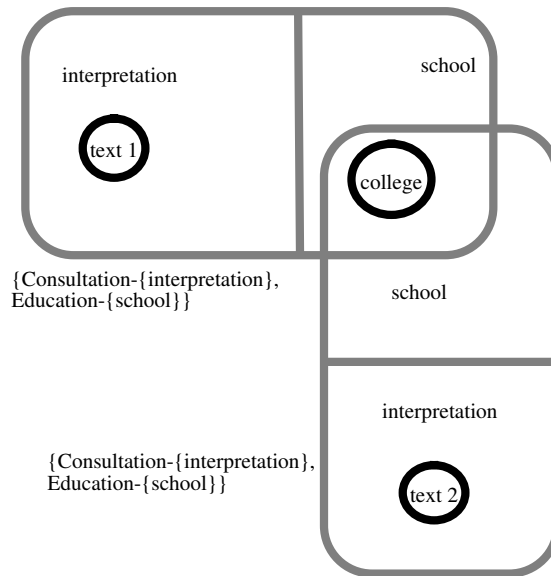 interpretation
school
text 1
college
{Consultation-{interpretation},
Education-{school}}
school
interpretation
{Consultation-{interpretation},
Education-{school}}
text 2